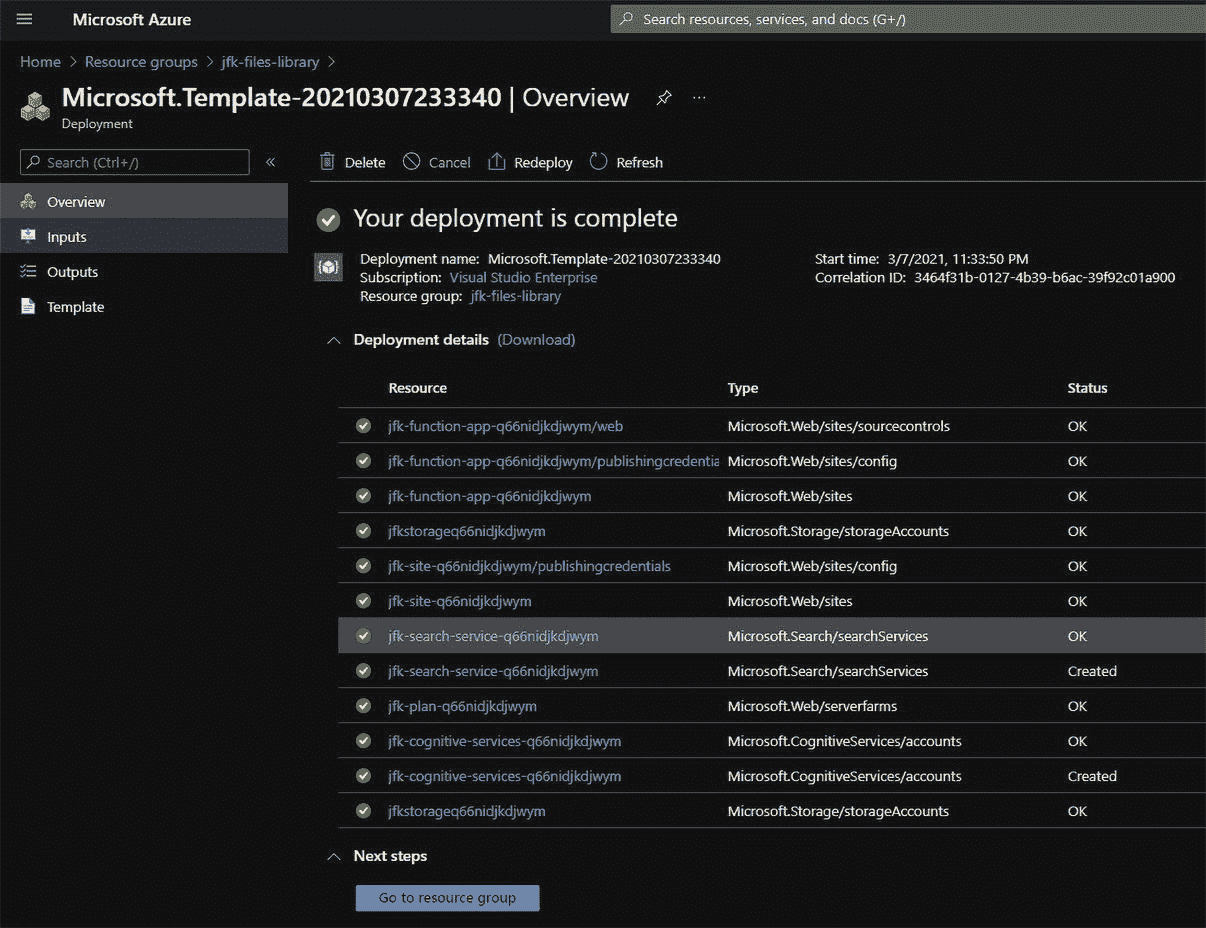 Microsoft Azure
Search resources, services, and docs (G+/)
Home > Resource groups > jfk-files-library >
Microsoft.Template-20210307233340 | Overview
Deployment
Search (Ctrl+/)
Delete Cancel Redeploy Refresh
Overview
Inputs
Outputs
Template
Your deployment is complete
Deployment name: Microsoft.Template-20210307233340
Subscription: Visual Studio Enterprise
Resource group: jfk-files-library
Start time: 3/7/2021, 11:33:50 PM
Correlation ID: 3464f31b-0127-4b39-b6ac-39f92c01a900
Deployment details (Download)
Resource Type Status
jfk-function-app-q66nidjkdjwym/web Microsoft.Web/sites/sourcecontrols OK
jfk-function-app-q66nidjkdjwym/publishingcredentia Microsoft.Web/sites/config OK
jfk-function-app-q66nidjkdjwym Microsoft.Web/sites OK
jfkstorageq66nidjkdjwym Microsoft.Storage/storageAccounts OK
jfk-site-q66nidjkdjwym/publishingcredentials Microsoft.Web/sites/config OK
jfk-site-q66nidjkdjwym Microsoft.Web/sites OK
jfk-search-service-q66nidjkdjwym Microsoft.Search/searchServices OK
jfk-search-service-q66nidjkdjwym Microsoft.Search/searchServices Created
jfk-plan-q66nidjkdjwym Microsoft.Web/serverfarms OK
jfk-cognitive-services-q66nidjkdjwym Microsoft.CognitiveServices/accounts OK
jfk-cognitive-services-q66nidjkdjwym Microsoft.CognitiveServices/accounts Created
jfkstorageq66nidjkdjwym Microsoft.Storage/storageAccounts OK
Next steps
Go to resource group